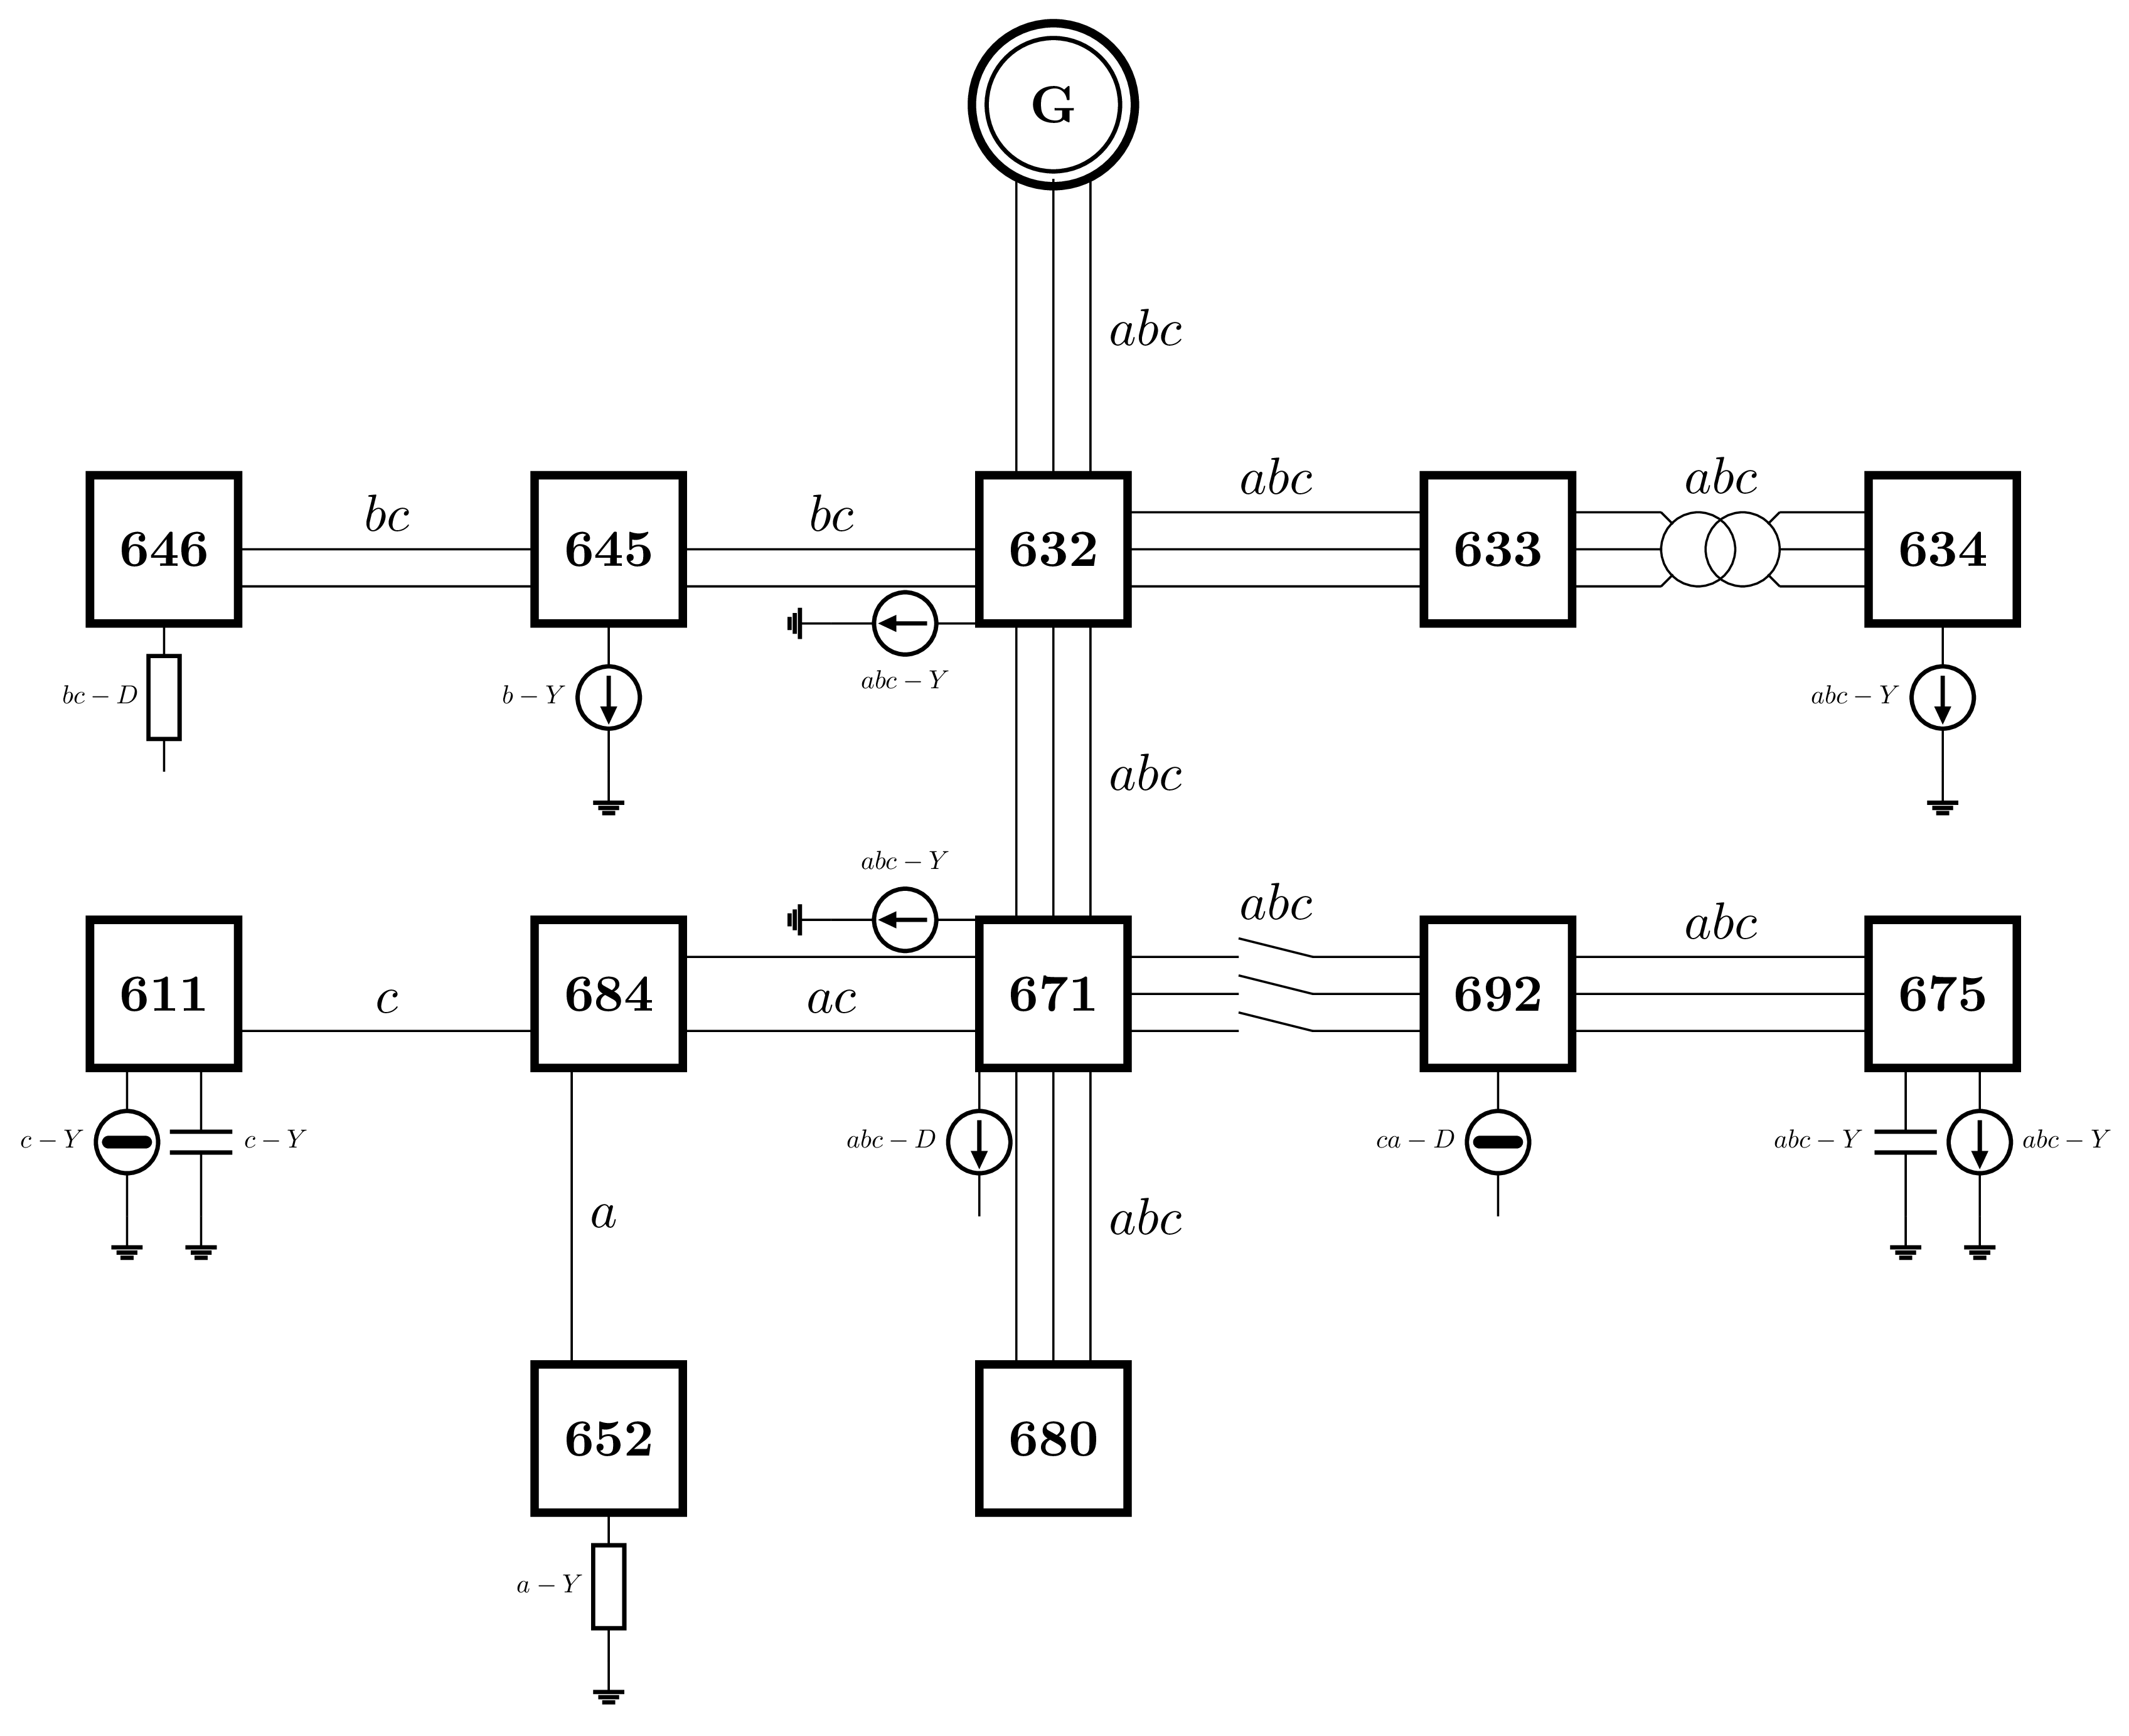 G
abc
abc
abc
bc
bc
646
645
632
633
634
abc − Y
bc − D
b − Y
abc − Y
abc
abc − Y
abc
abc
611
c
684
ac
671
692
675
c − Y
c − Y
abc − D
ca − D
abc − Y
abc − Y
a
abc
652
680
a − Y